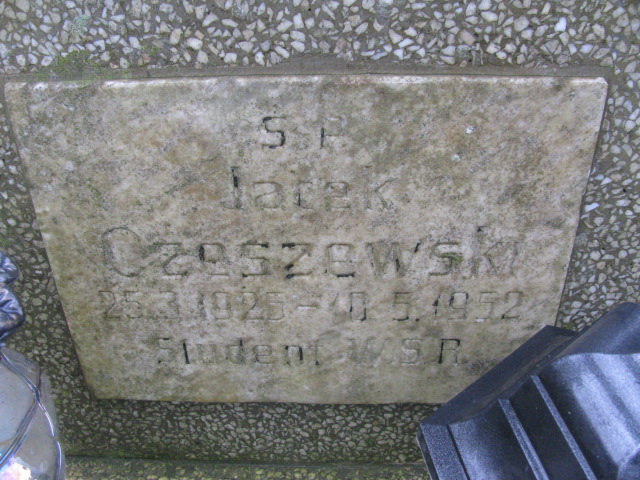 S. P.
Jacek
Czeszewski
25.3.1925 - 10.5.1952
Student W.S.R.